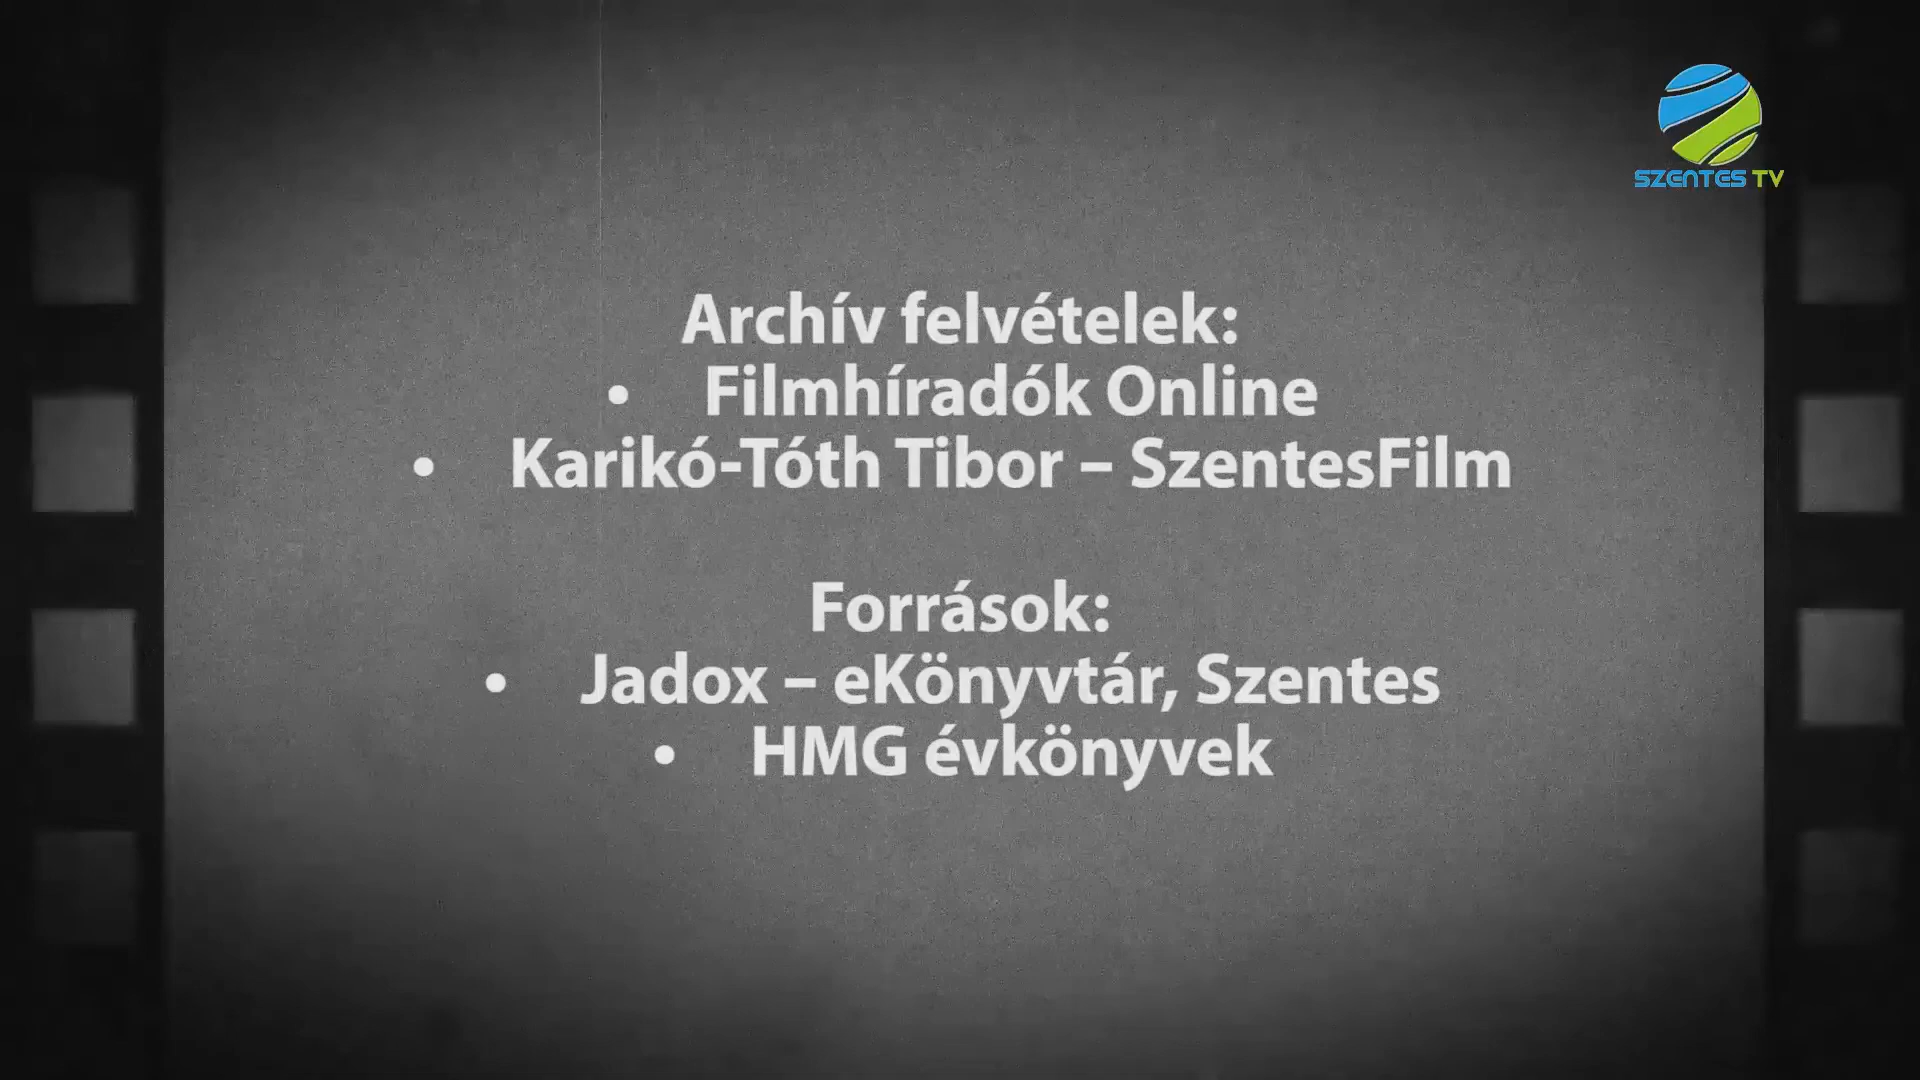 SZENTES TV
Archív felvételek:
• Filmhíradók Online
• Karikó-Tóth Tibor – SzentesFilm
Források:
• Jadox – eKönyvtár, Szentes
• HMG évkönyvek